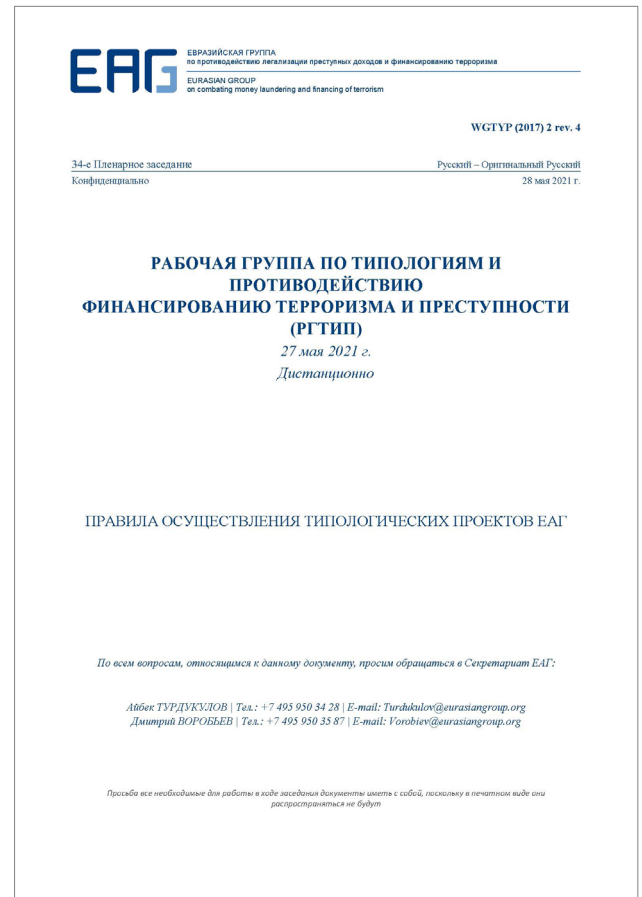 EAG
ЕВРАЗИЙСКАЯ ГРУППА
по противодействию легализации преступных доходов и финансированию терроризма
EURASIAN GROUP
on combating money laundering and financing of terrorism
WGTYP (2017) 2 rev. 4
34-е Пленарное заседание Русский – Оригинальный Русский
Конфиденциально 28 мая 2021 г.
РАБОЧАЯ ГРУППА ПО ТИПОЛОГИЯМ И
ПРОТИВОДЕЙСТВИЮ
ФИНАНСИРОВАНИЮ ТЕРРОРИЗМА И ПРЕСТУПНОСТИ
(РГТИП)
27 мая 2021 г.
Дистанционно
ПРАВИЛА ОСУЩЕСТВЛЕНИЯ ТИПОЛОГИЧЕСКИХ ПРОЕКТОВ ЕАГ
По всем вопросам, относящимся к данному документу, просим обращаться в Секретариат ЕАГ:
Айбек ТУРДУКУЛОВ | Тел.: +7 495 950 34 28 | E-mail: Turdukulov@eurasiangroup.org
Дмитрий ВОРОБЬЕВ | Тел.: +7 495 950 35 87 | E-mail: Vorobiev@eurasiangroup.org
Просьба все необходимые для работы в ходе заседания документы иметь с собой, поскольку в печатном виде они
распространяться не будут